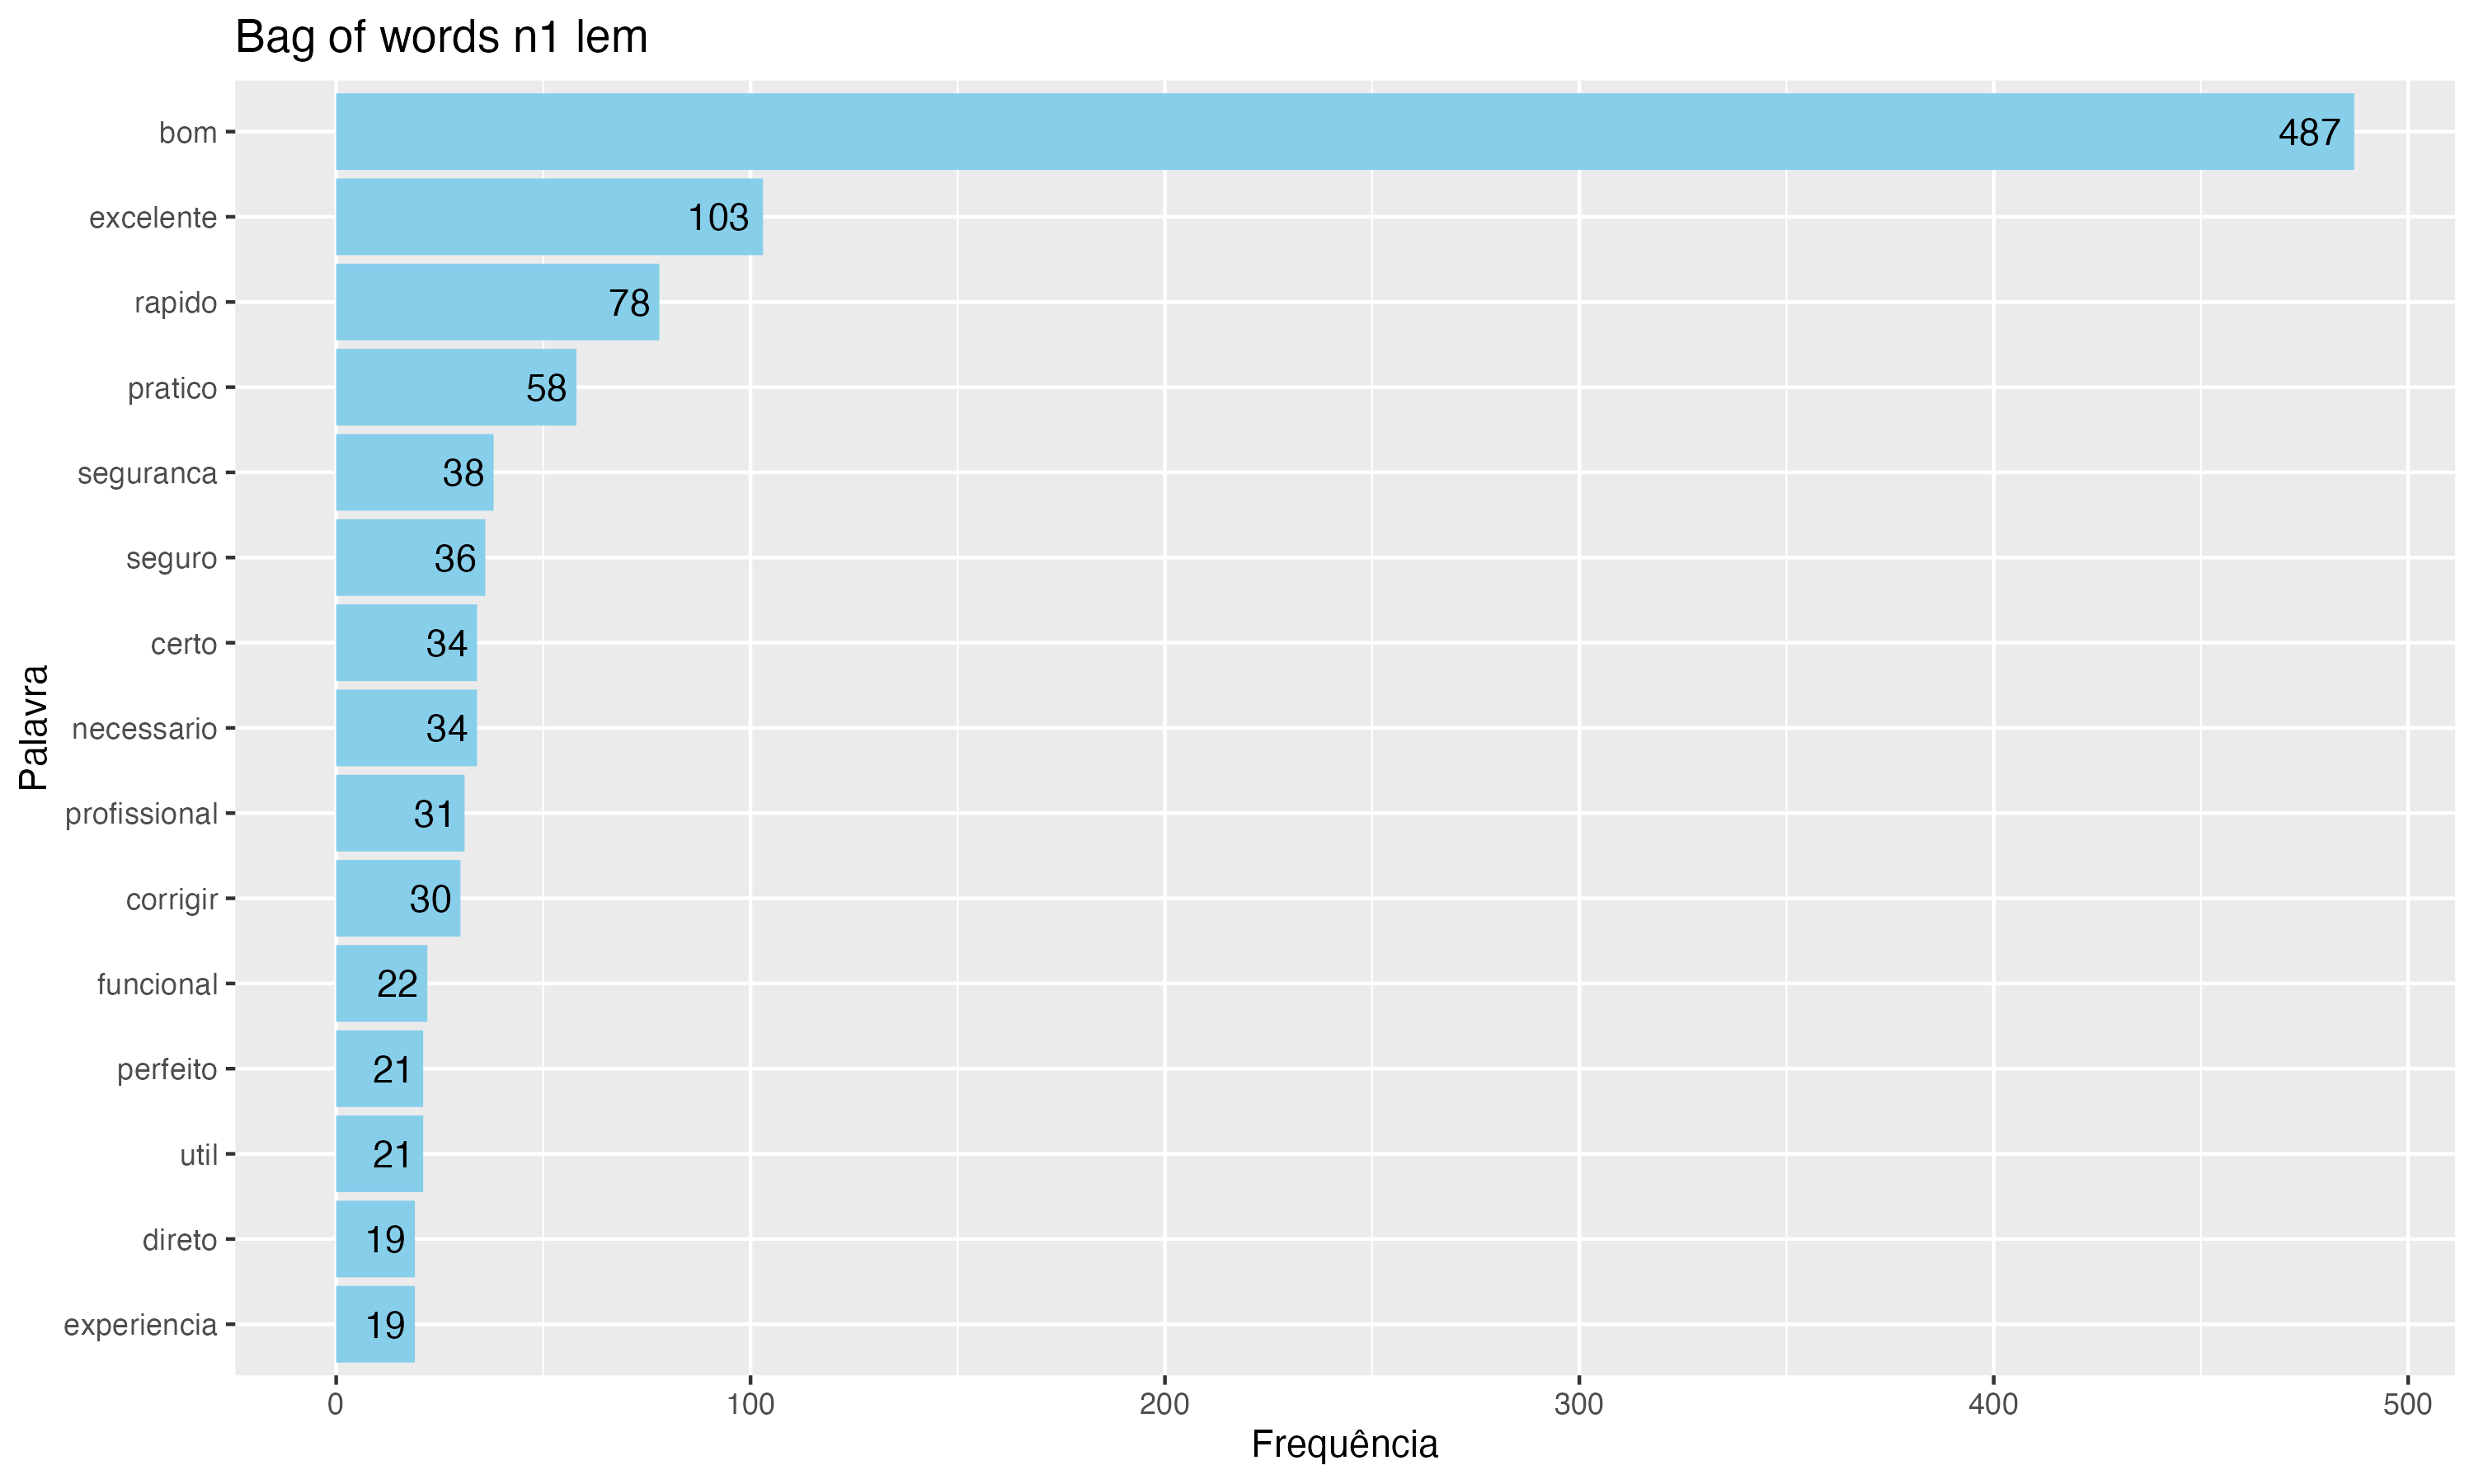 Bag of words n1 lem
bom 487
excelente 103
rapido 78
pratico 58
seguranca 38
seguro 36
certo 34
necessario 34
profissional 31
corrigir 30
funcional 22
perfeito 21
util 21
direto 19
experiencia 19
Palavra
0 100 200 300 400 500
Frequência